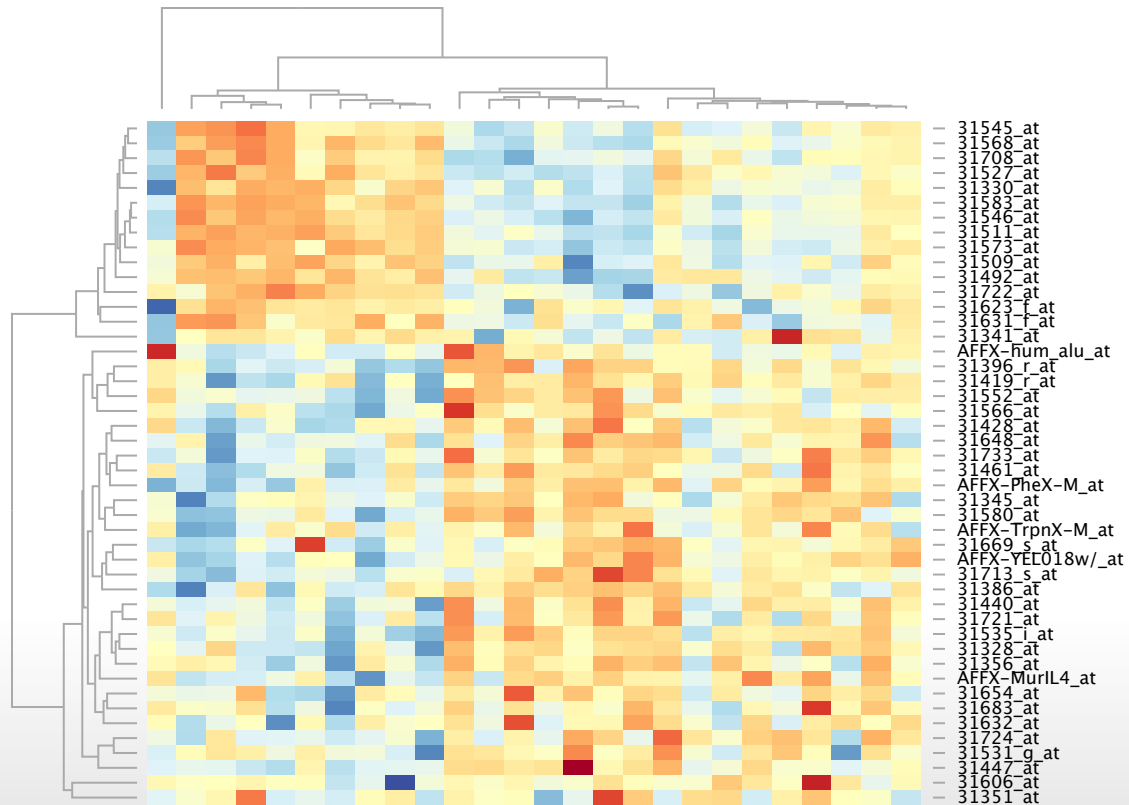 31545_at
31568_at
31708_at
31527_at
31330_at
31583_at
31546_at
31511_at
31573_at
31509_at
31492_at
31722_at
31623_f_at
31631_f_at
31341_at
AFFX-hum_alu_at
31396_r_at
31419_r_at
31552_at
31566_at
31428_at
31648_at
31733_at
31461_at
AFFX-PheX-M_at
31345_at
31580_at
AFFX-TrpnX-M_at
31669_s_at
AFFX-YEL018w/_at
31713_s_at
31386_at
31440_at
31721_at
31535_i_at
31328_at
31356_at
AFFX-MurIL4_at
31654_at
31683_at
31632_at
31724_at
31531_g_at
31447_at
31606_at
31351_at